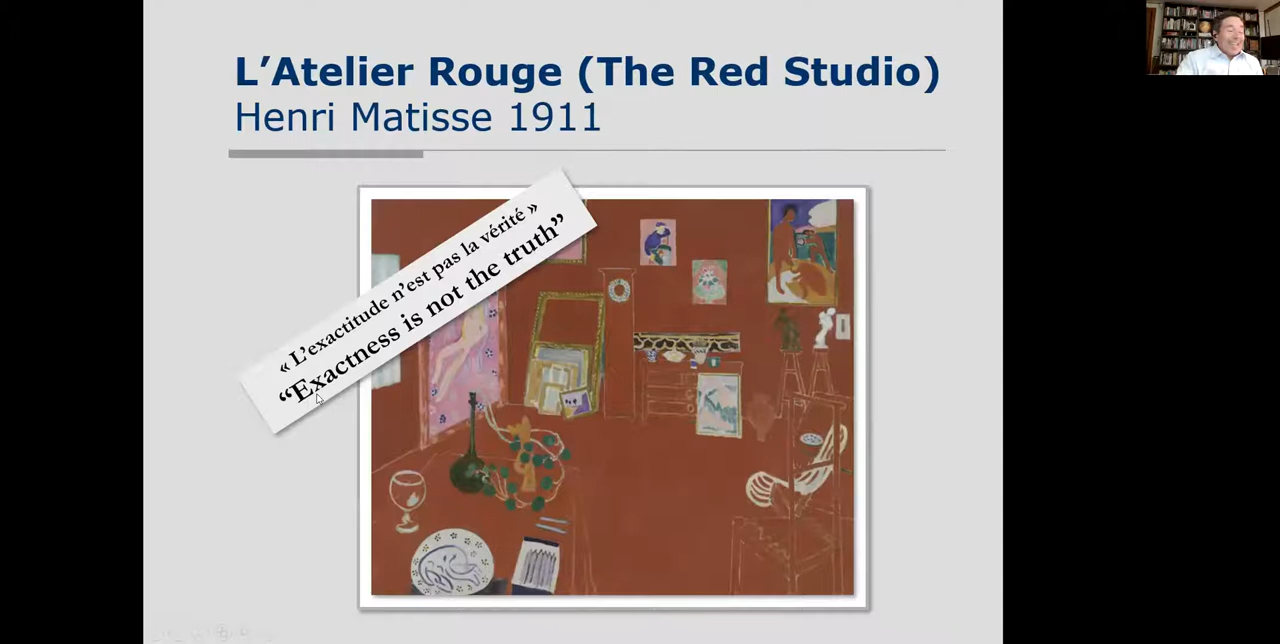 L’Atelier Rouge (The Red Studio)
Henri Matisse 1911
« L’exactitude n’est pas la vérité »
“Exactness is not the truth”